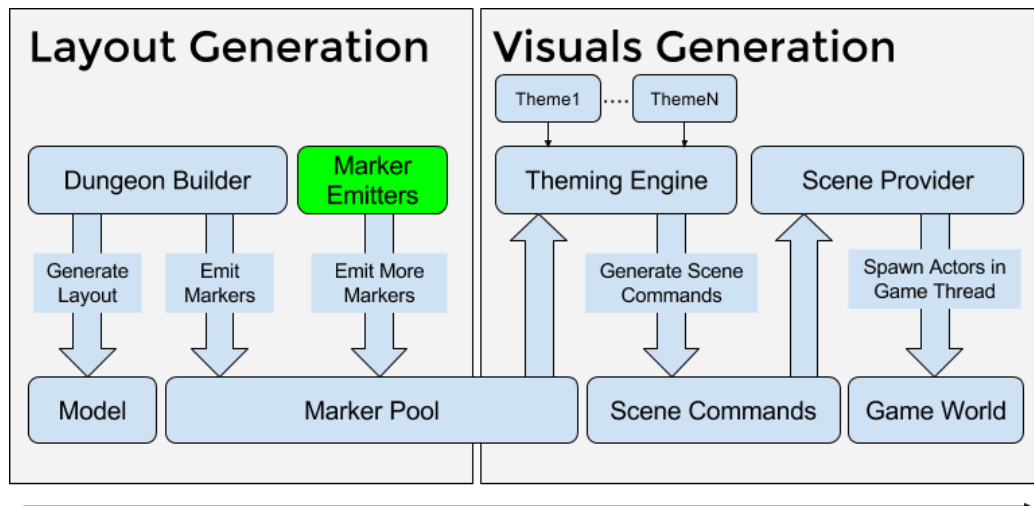 Layout Generation
Visuals Generation
Theme1
....
ThemeN
Dungeon Builder
Marker
Emitters
Theming Engine
Scene Provider
Generate
Layout
Emit
Markers
Emit More
Markers
Generate Scene
Commands
Spawn Actors in
Game Thread
Model
Marker Pool
Scene Commands
Game World